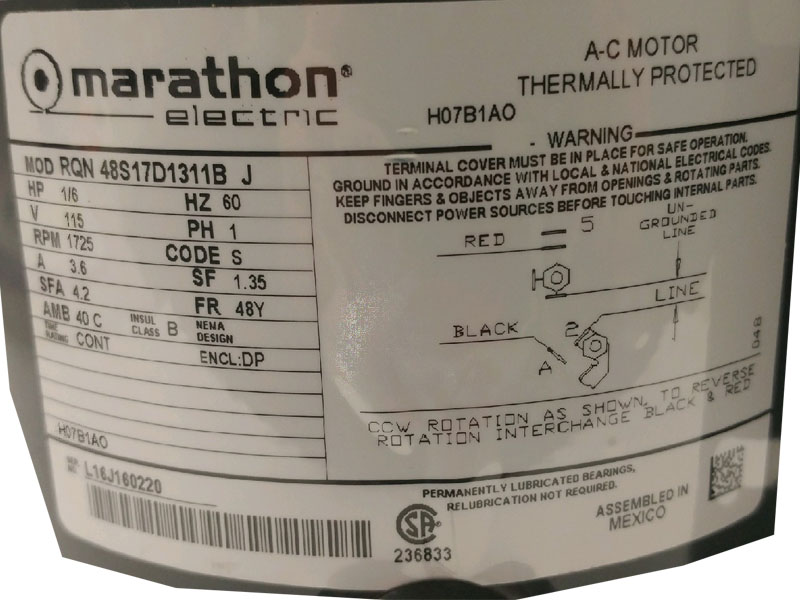 marathon®
electric
A-C MOTOR
THERMALLY PROTECTED
H07B1AO
MOD RQN 48S17D1311B J
HP 1/6 HZ 60
V 115 PH 1
RPM 1725 CODE S
A 3.6 SF 1.35
SFA 4.2 FR 48Y
AMB 40 C INSUL CLASS B NEMA DESIGN
TIME RATING CONT ENCL:DP
H07B1AO
WARNING
TERMINAL COVER MUST BE IN PLACE FOR SAFE OPERATION.
GROUND IN ACCORDANCE WITH LOCAL & NATIONAL ELECTRICAL CODES.
KEEP FINGERS & OBJECTS AWAY FROM OPENINGS & ROTATING PARTS.
DISCONNECT POWER SOURCES BEFORE TOUCHING INTERNAL PARTS.
RED 5
UN-
GROUNDED
LINE
LINE
BLACK 2
A
048
CCW ROTATION AS SHOWN, TO REVERSE
ROTATION INTERCHANGE BLACK & RED
SER. NO. L16J160220
PERMANENTLY LUBRICATED BEARINGS,
RELUBRICATION NOT REQUIRED.
236833
ASSEMBLED IN
MEXICO